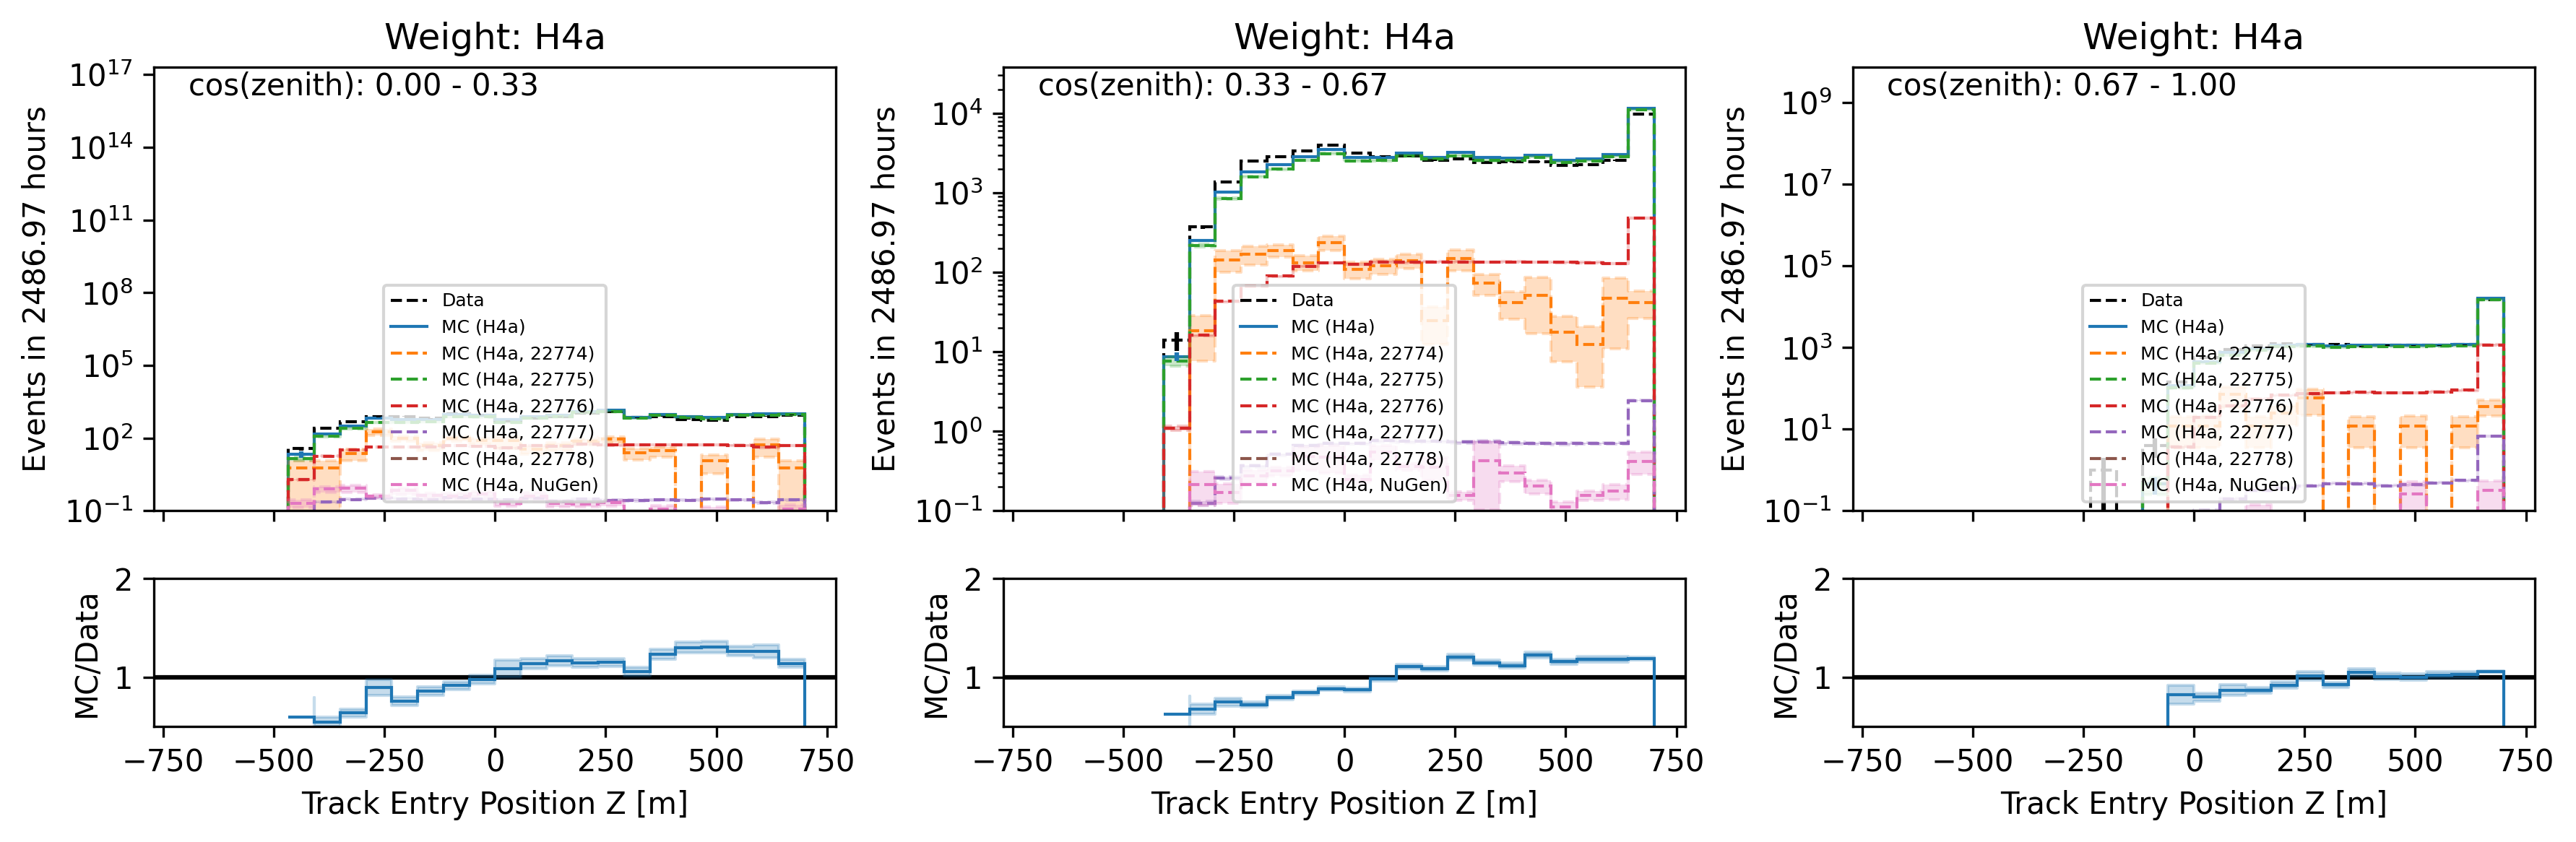 Weight: H4a
cos(zenith): 0.00 - 0.33
Events in 2486.97 hours
10^17
10^14
10^11
10^8
10^5
10^2
10^−1
Data
MC (H4a)
MC (H4a, 22774)
MC (H4a, 22775)
MC (H4a, 22776)
MC (H4a, 22777)
MC (H4a, 22778)
MC (H4a, NuGen)
MC/Data
2
1
−750 −500 −250 0 250 500 750
Track Entry Position Z [m]
Weight: H4a
cos(zenith): 0.33 - 0.67
Events in 2486.97 hours
10^4
10^3
10^2
10^1
10^0
10^−1
Data
MC (H4a)
MC (H4a, 22774)
MC (H4a, 22775)
MC (H4a, 22776)
MC (H4a, 22777)
MC (H4a, 22778)
MC (H4a, NuGen)
MC/Data
2
1
−750 −500 −250 0 250 500 750
Track Entry Position Z [m]
Weight: H4a
cos(zenith): 0.67 - 1.00
Events in 2486.97 hours
10^9
10^7
10^5
10^3
10^1
10^−1
Data
MC (H4a)
MC (H4a, 22774)
MC (H4a, 22775)
MC (H4a, 22776)
MC (H4a, 22777)
MC (H4a, 22778)
MC (H4a, NuGen)
MC/Data
2
1
−750 −500 −250 0 250 500 750
Track Entry Position Z [m]